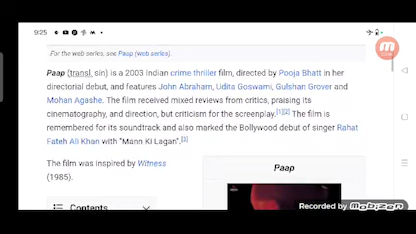 9:25
For the web series, see Paap (web series).
Paap (transl. sin) is a 2003 Indian crime thriller film, directed by Pooja Bhatt in her
directorial debut, and features John Abraham, Udita Goswami, Gulshan Grover and
Mohan Agashe. The film received mixed reviews from critics, praising its
cinematography, and direction, but criticism for the screenplay.[1][2] The film is
remembered for its soundtrack and also marked the Bollywood debut of singer Rahat
Fateh Ali Khan with "Mann Ki Lagan".[3]
The film was inspired by Witness
(1985).
Paap
Contents
Recorded by Mobizen